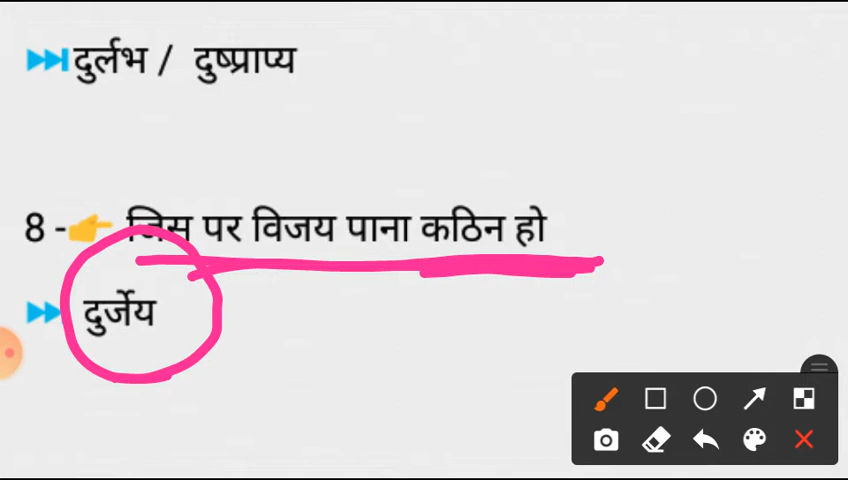 दुर्लभ / दुष्प्राप्य
8 - जिस पर विजय पाना कठिन हो
दुर्जेय